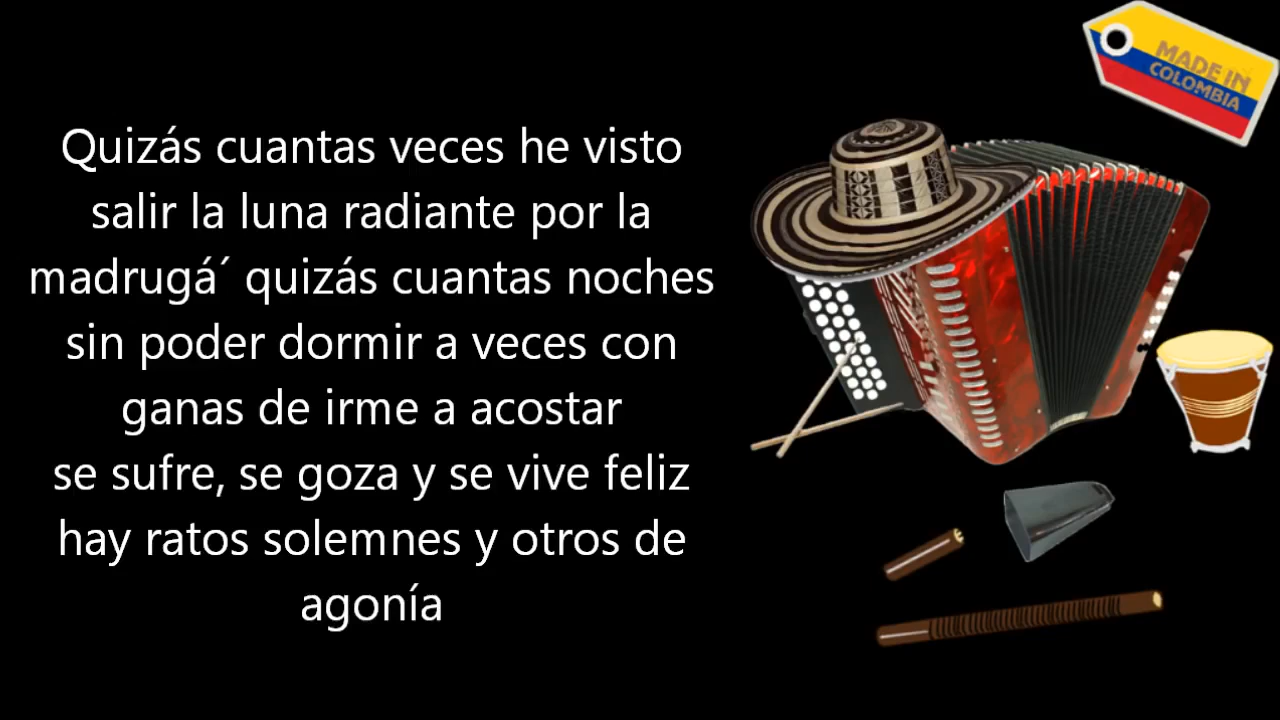 Quizás cuantas veces he visto
salir la luna radiante por la
madrugá´ quizás cuantas noches
sin poder dormir a veces con
ganas de irme a acostar
se sufre, se goza y se vive feliz
hay ratos solemnes y otros de
agonía
MADE IN
COLOMBIA